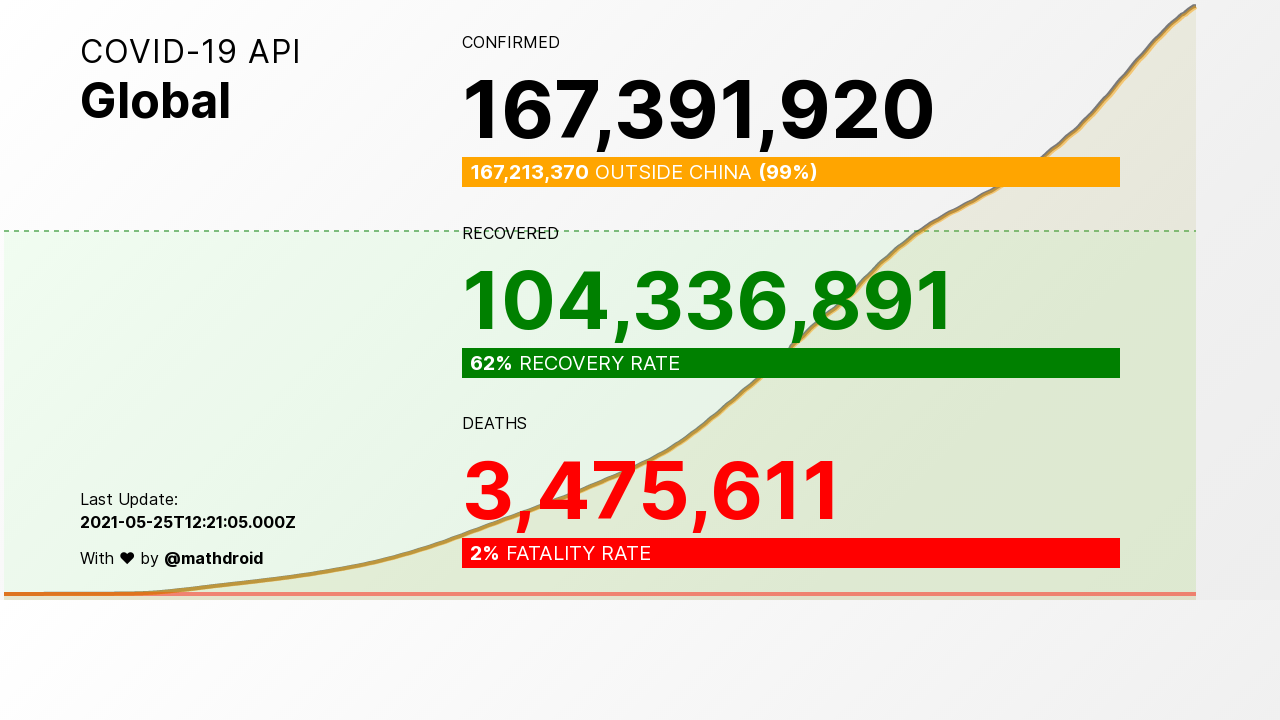 COVID-19 API
Global
CONFIRMED
167,391,920
167,213,370 OUTSIDE CHINA (99%)
RECOVERED
104,336,891
62% RECOVERY RATE
DEATHS
3,475,611
2% FATALITY RATE
Last Update:
2021-05-25T12:21:05.000Z
With ♥ by @mathdroid